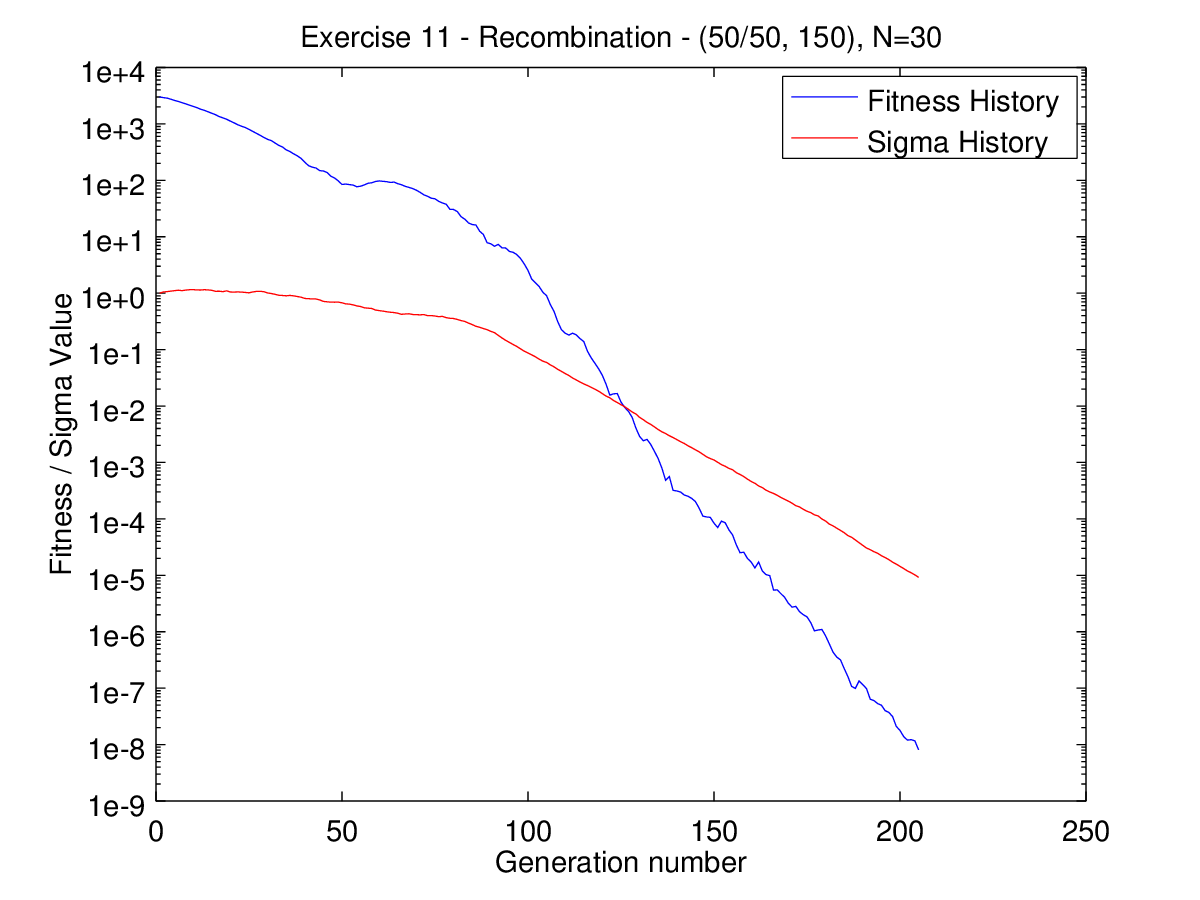 Exercise 11 - Recombination - (50/50, 150), N=30
Fitness History
Sigma History
Fitness / Sigma Value
1e+4
1e+3
1e+2
1e+1
1e+0
1e-1
1e-2
1e-3
1e-4
1e-5
1e-6
1e-7
1e-8
1e-9
0 50 100 150 200 250
Generation number